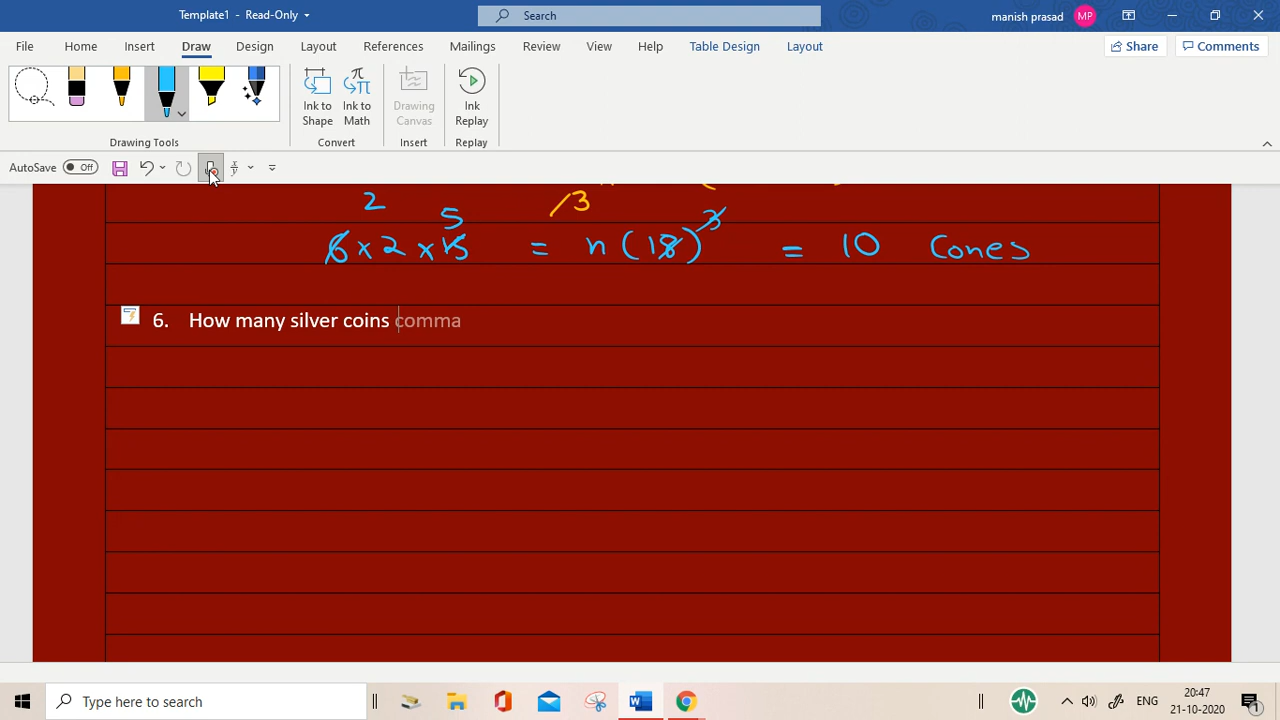 Template1 - Read-Only
Search
manish prasad MP
File Home Insert Draw Design Layout References Mailings Review View Help Table Design Layout Share Comments
Ink to Shape
Ink to Math
Drawing Canvas
Ink Replay
Drawing Tools Convert Insert Replay
AutoSave Off
2 5 /3
6 x 2 x 15 = n (18) 3 = 10 Cones
6. How many silver coins comma
Type here to search
ENG
20:47
21-10-2020